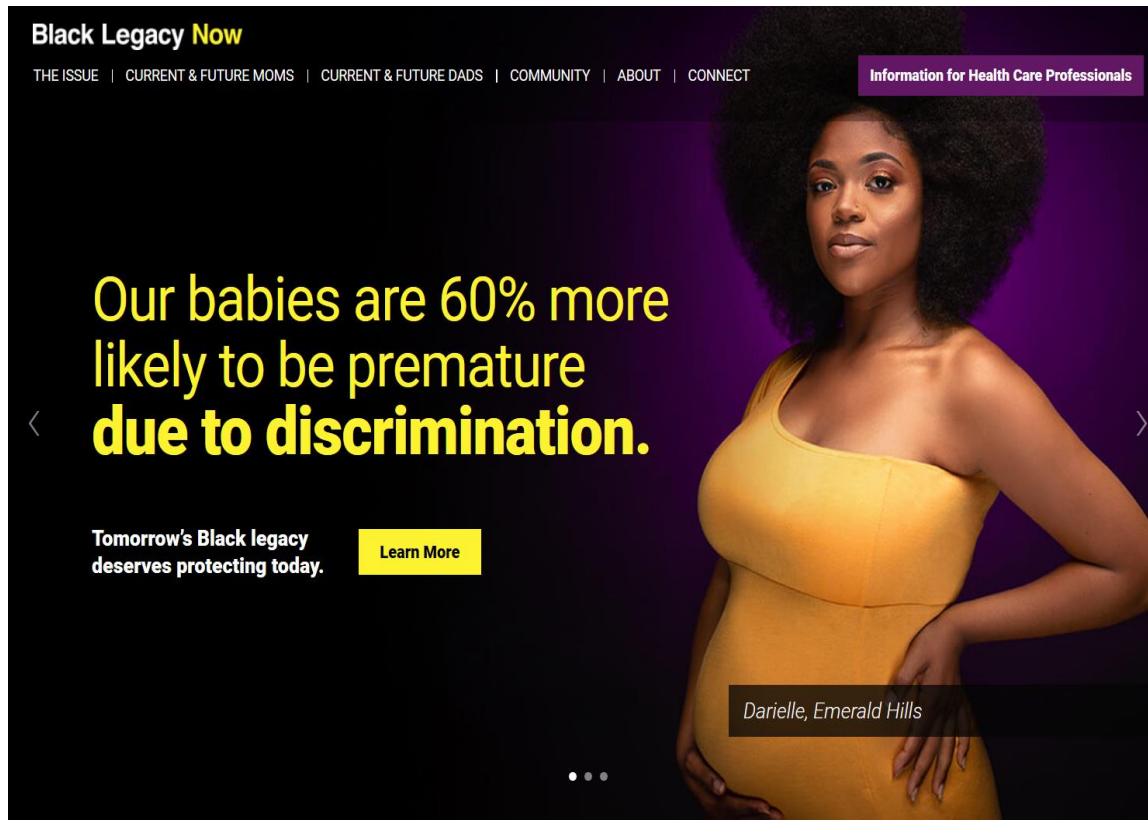 Black Legacy Now
THE ISSUE | CURRENT & FUTURE MOMS | CURRENT & FUTURE DADS | COMMUNITY | ABOUT | CONNECT
Information for Health Care Professionals
Our babies are 60% more
likely to be premature
due to discrimination.
Tomorrow’s Black legacy
deserves protecting today.
Learn More
Darielle, Emerald Hills